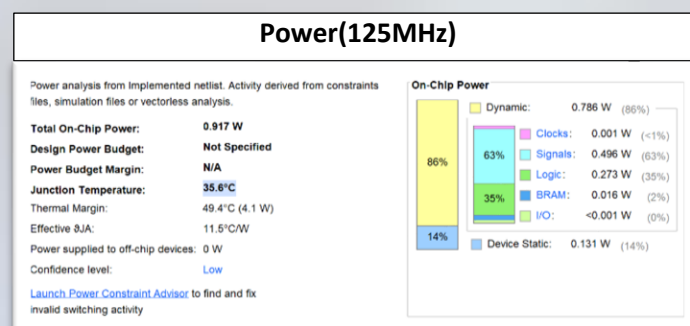 Power(125MHz)
Power analysis from Implemented netlist. Activity derived from constraints
files, simulation files or vectorless analysis.
Total On-Chip Power: 0.917 W
Design Power Budget: Not Specified
Power Budget Margin: N/A
Junction Temperature: 35.6°C
Thermal Margin: 49.4°C (4.1 W)
Effective ϑJA: 11.5°C/W
Power supplied to off-chip devices: 0 W
Confidence level: Low
Launch Power Constraint Advisor to find and fix
invalid switching activity
On-Chip Power
Dynamic: 0.786 W (86%)
Clocks: 0.001 W (<1%)
Signals: 0.496 W (63%)
Logic: 0.273 W (35%)
BRAM: 0.016 W (2%)
I/O: <0.001 W (0%)
Device Static: 0.131 W (14%)
86%
14%
63%
35%